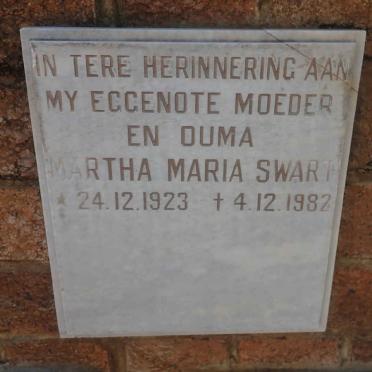 IN TERE HERINNERING AAN
MY EGGENOTE MOEDER
EN OUMA
MARTHA MARIA SWART
* 24.12.1923 † 4.12.1982